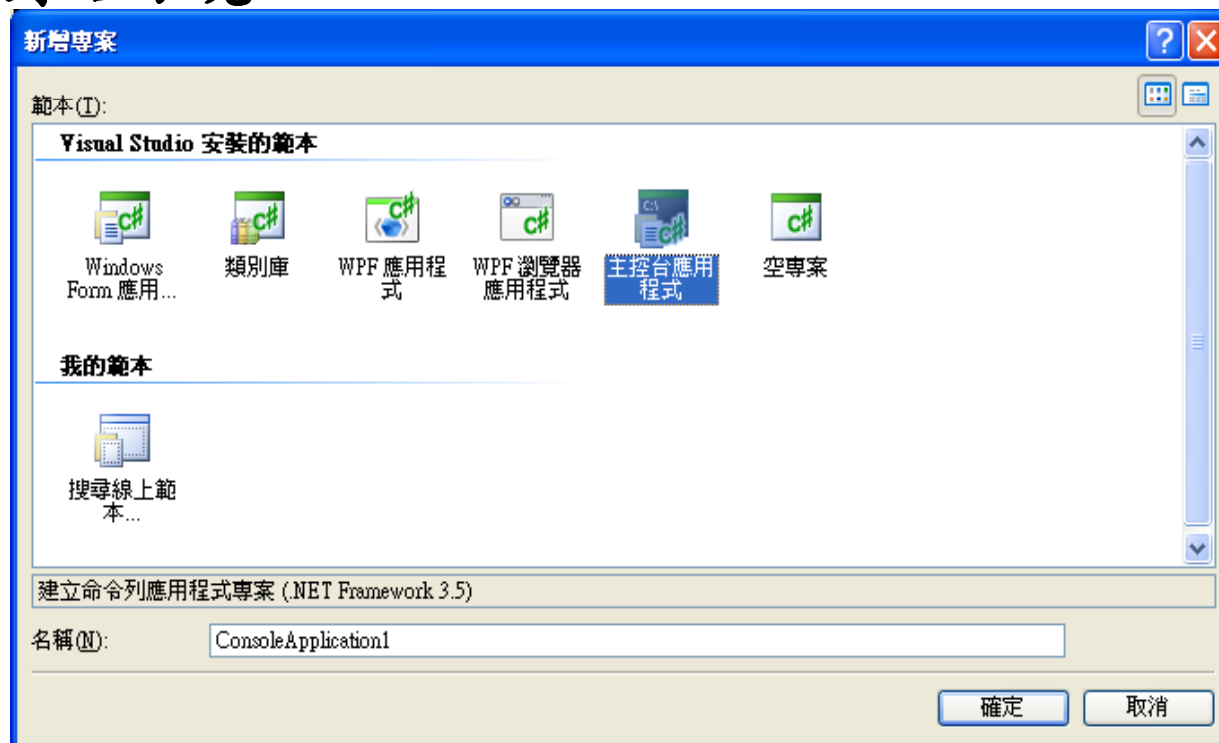 新增專案
範本(T):
Visual Studio 安裝的範本
C:\
C#
C#
C#
C#
C#
C#
Windows
Form 應用...
類別庫
WPF 應用程
式
WPF 瀏覽器
應用程式
主控台應用
程式
空專案
我的範本
搜尋線上範
本...
建立命令列應用程式專案 (.NET Framework 3.5)
名稱(N):
ConsoleApplication1
確定
取消